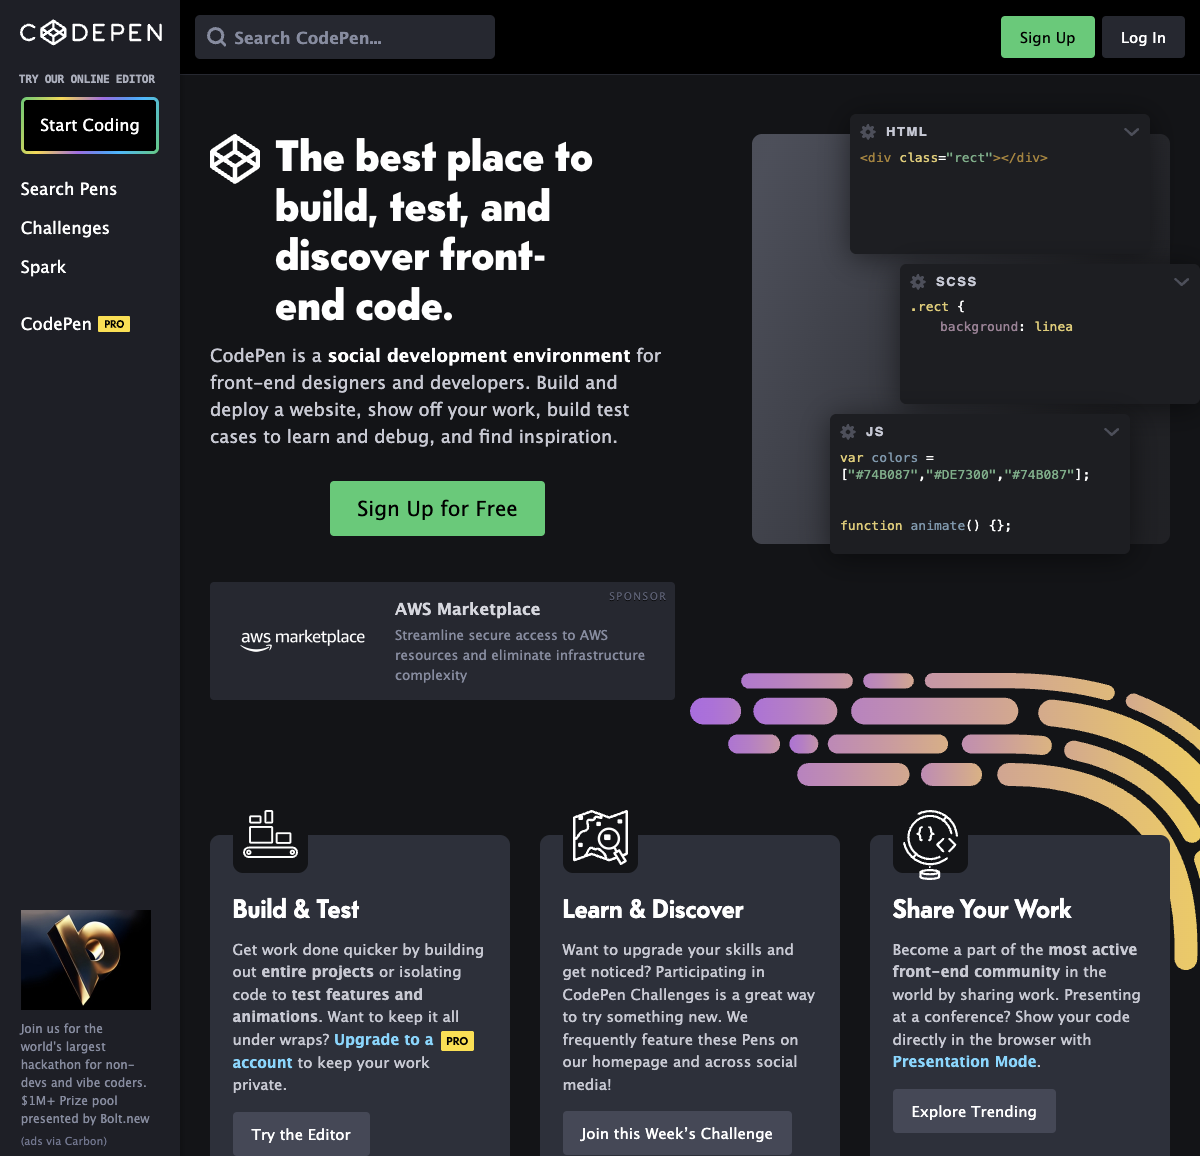 CODEPEN
TRY OUR ONLINE EDITOR
Start Coding
Search Pens
Challenges
Spark
CodePen PRO
Join us for the
world's largest
hackathon for non-
devs and vibe coders.
$1M+ Prize pool
presented by Bolt.new
(ads via Carbon)
Search CodePen...
Sign Up
Log In
The best place to
build, test, and
discover front-
end code.
CodePen is a social development environment for
front-end designers and developers. Build and
deploy a website, show off your work, build test
cases to learn and debug, and find inspiration.
Sign Up for Free
HTML
<div class="rect"></div>
SCSS
.rect {
background: linea
JS
var colors =
["#74B087","#DE7300","#74B087"];
function animate() {};
SPONSOR
aws marketplace
AWS Marketplace
Streamline secure access to AWS
resources and eliminate infrastructure
complexity
Build & Test
Get work done quicker by building
out entire projects or isolating
code to test features and
animations. Want to keep it all
under wraps? Upgrade to a PRO
account to keep your work
private.
Try the Editor
Learn & Discover
Want to upgrade your skills and
get noticed? Participating in
CodePen Challenges is a great way
to try something new. We
frequently feature these Pens on
our homepage and across social
media!
Join this Week’s Challenge
Share Your Work
Become a part of the most active
front-end community in the
world by sharing work. Presenting
at a conference? Show your code
directly in the browser with
Presentation Mode.
Explore Trending